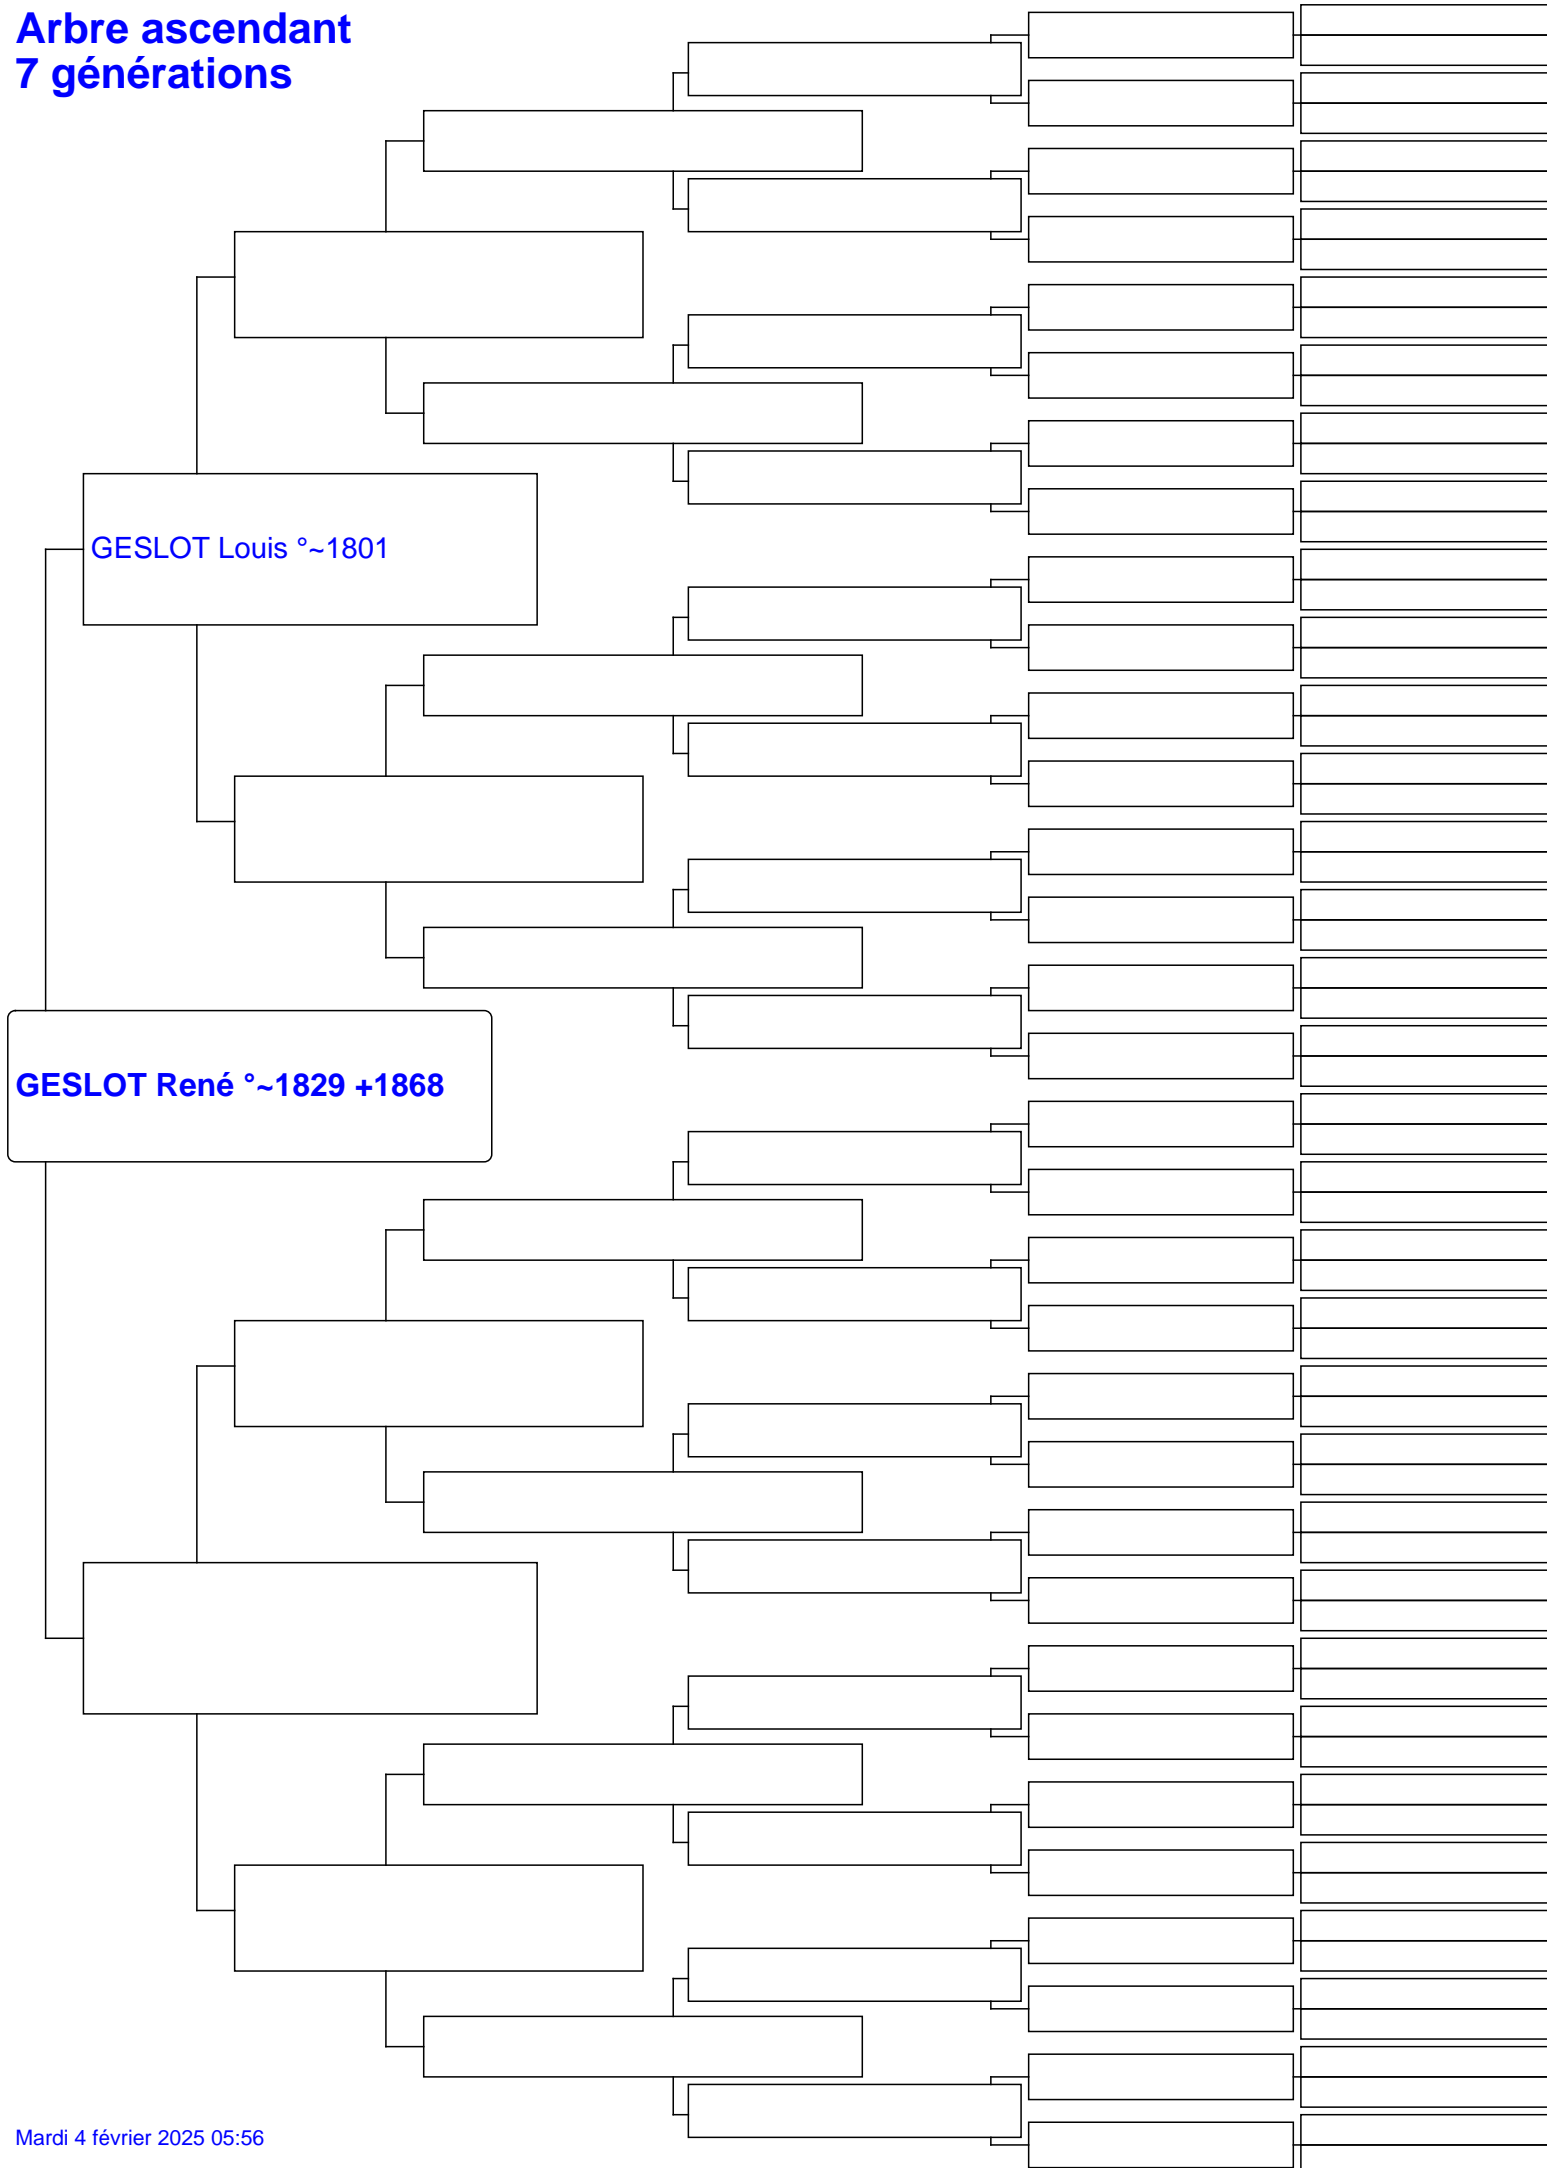 Arbre ascendant
7 générations
GESLOT Louis °~1801
GESLOT René °~1829 +1868
Mardi 4 février 2025 05:56